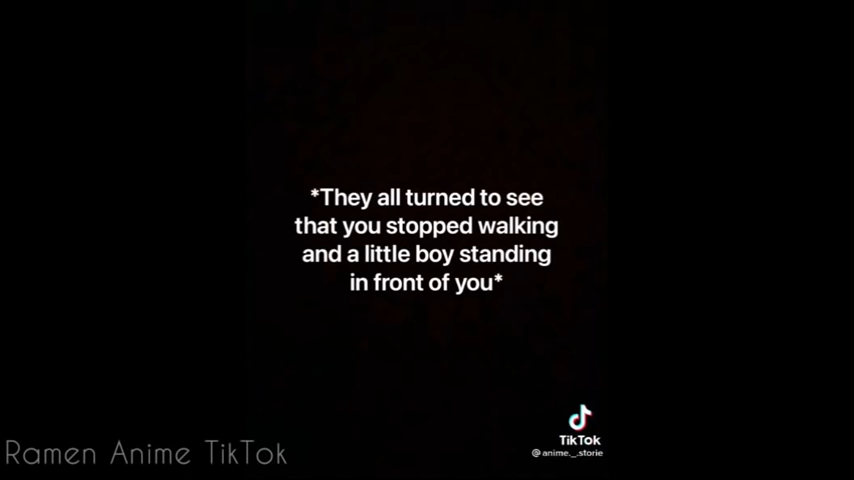 *They all turned to see
that you stopped walking
and a little boy standing
in front of you*
TikTok
@anime._.storie
Ramen Anime TikTok